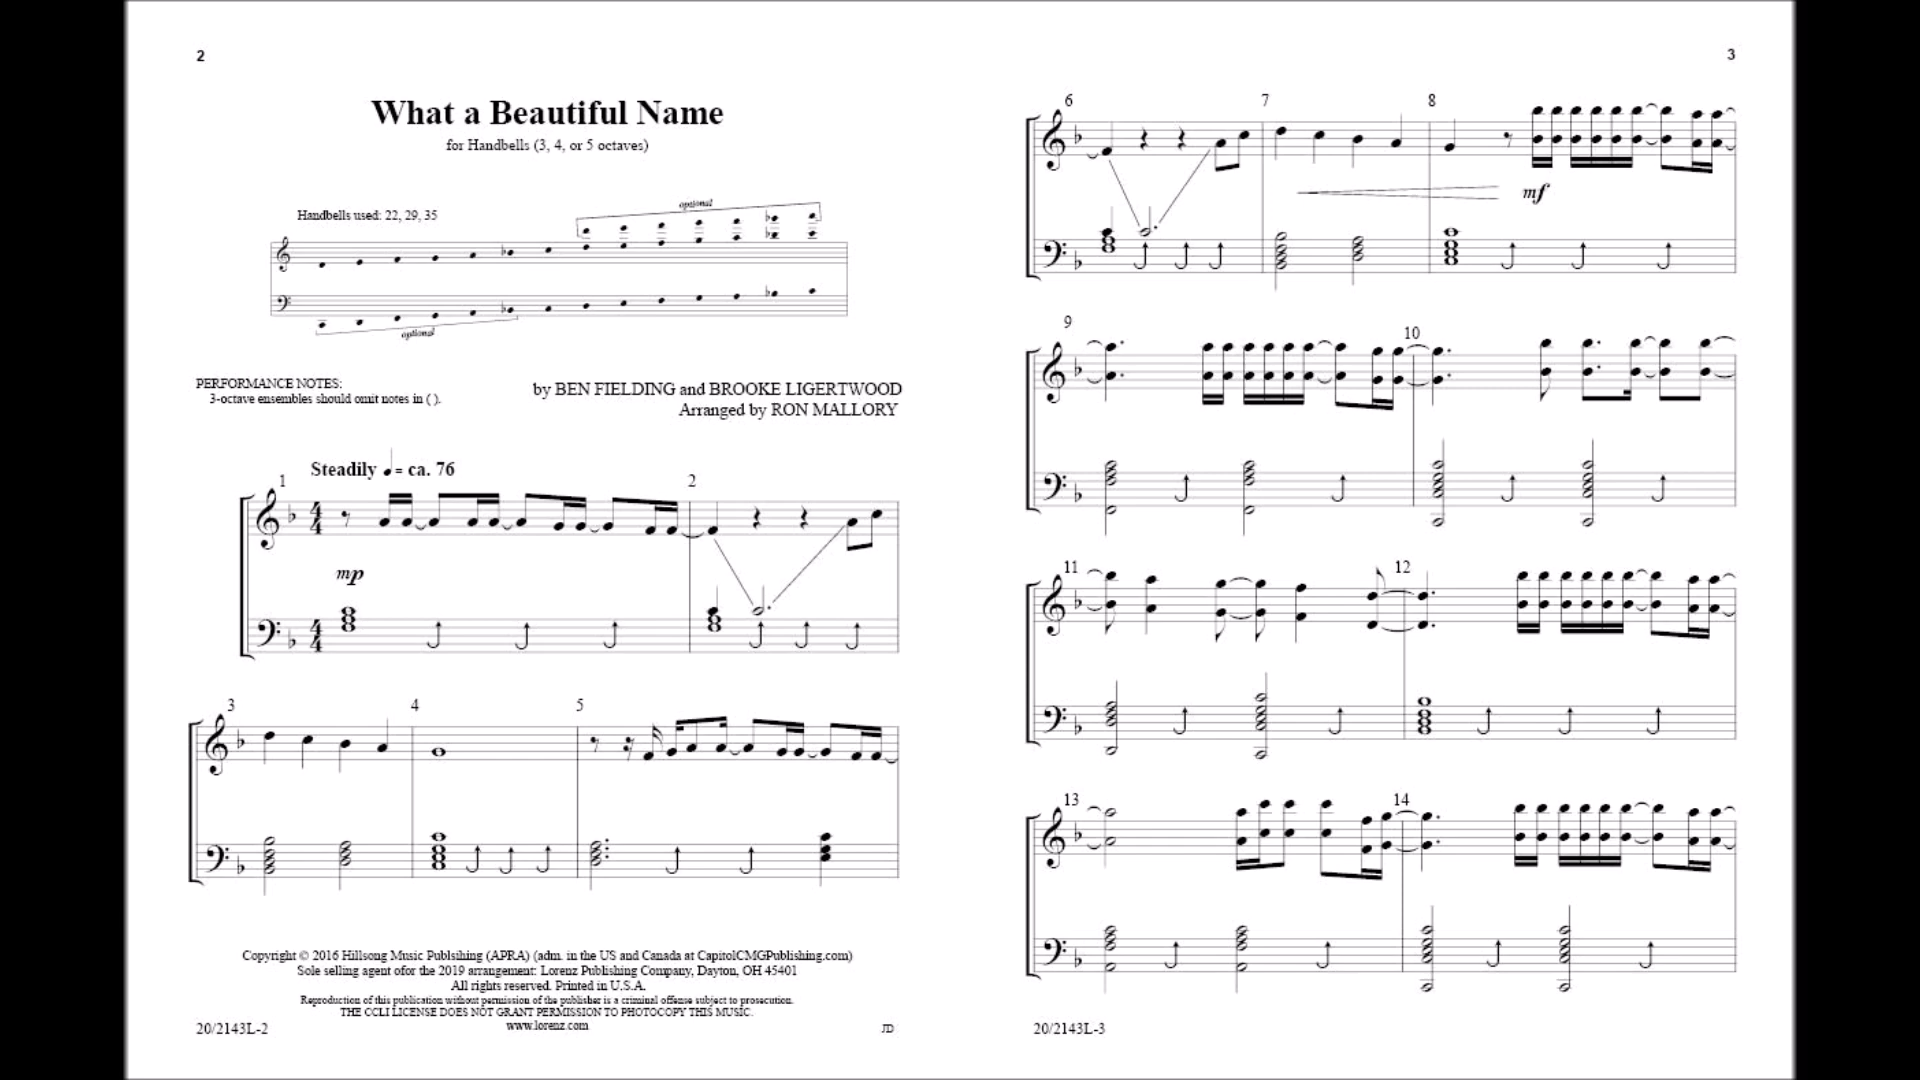 2
What a Beautiful Name
for Handbells (3, 4, or 5 octaves)
Handbells used: 22, 29, 35
optional
optional
PERFORMANCE NOTES:
3-octave ensembles should omit notes in ( ).
by BEN FIELDING and BROOKE LIGERTWOOD
Arranged by RON MALLORY
Steadily ♩ = ca. 76
1 2
4 4
mp
4 4
3 4 5
Copyright © 2016 Hillsong Music Publsihing (APRA) (adm. in the US and Canada at CapitolCMGPublishing.com)
Sole selling agent ofor the 2019 arrangement: Lorenz Publishing Company, Dayton, OH 45401
All rights reserved. Printed in U.S.A.
Reproduction of this publication without permission of the publisher is a criminal offense subject to prosecution.
THE CCLI LICENSE DOES NOT GRANT PERMISSION TO PHOTOCOPY THIS MUSIC.
www.lorenz.com
20/2143L-2
JD
3
6 7 8
mf
9 10
11 12
13 14
20/2143L-3